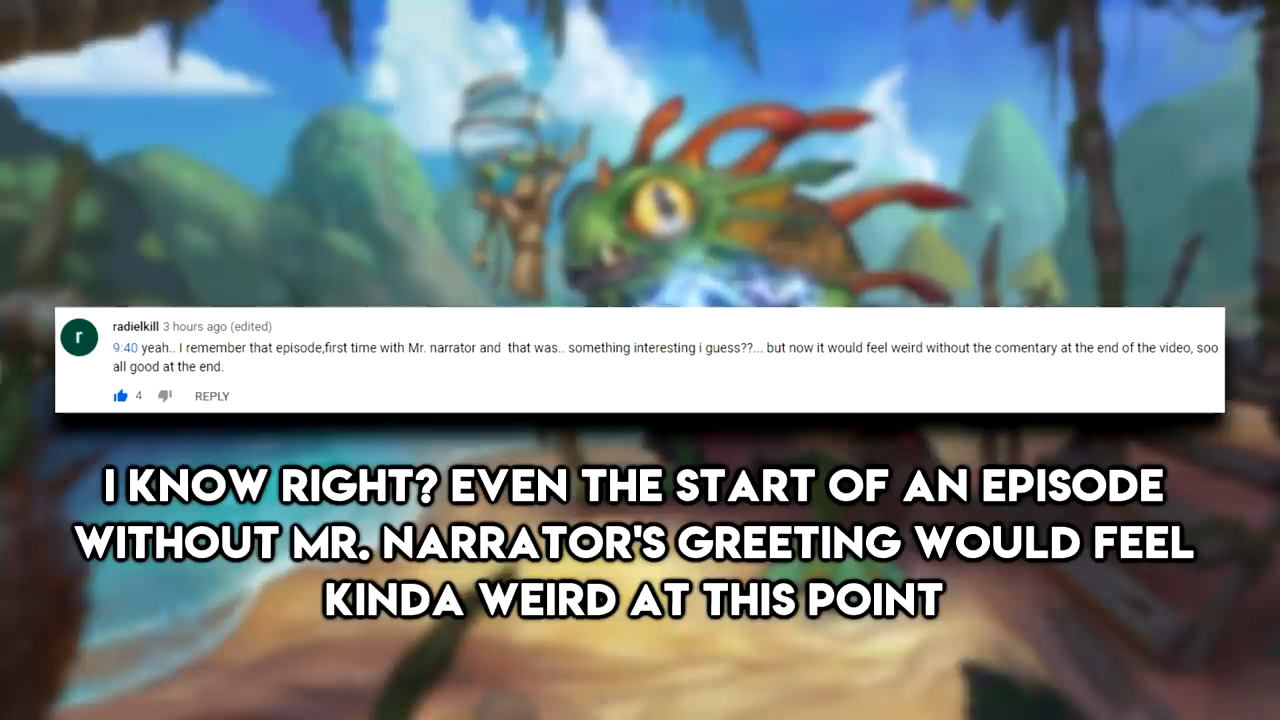 r
radielkill 3 hours ago (edited)
9:40 yeah.. I remember that episode,first time with Mr. narrator and  that was.. something interesting i guess??... but now it would feel weird without the comentary at the end of the video, soo
all good at the end.
4 REPLY
I KNOW RIGHT? EVEN THE START OF AN EPISODE
WITHOUT MR. NARRATOR'S GREETING WOULD FEEL
KINDA WEIRD AT THIS POINT